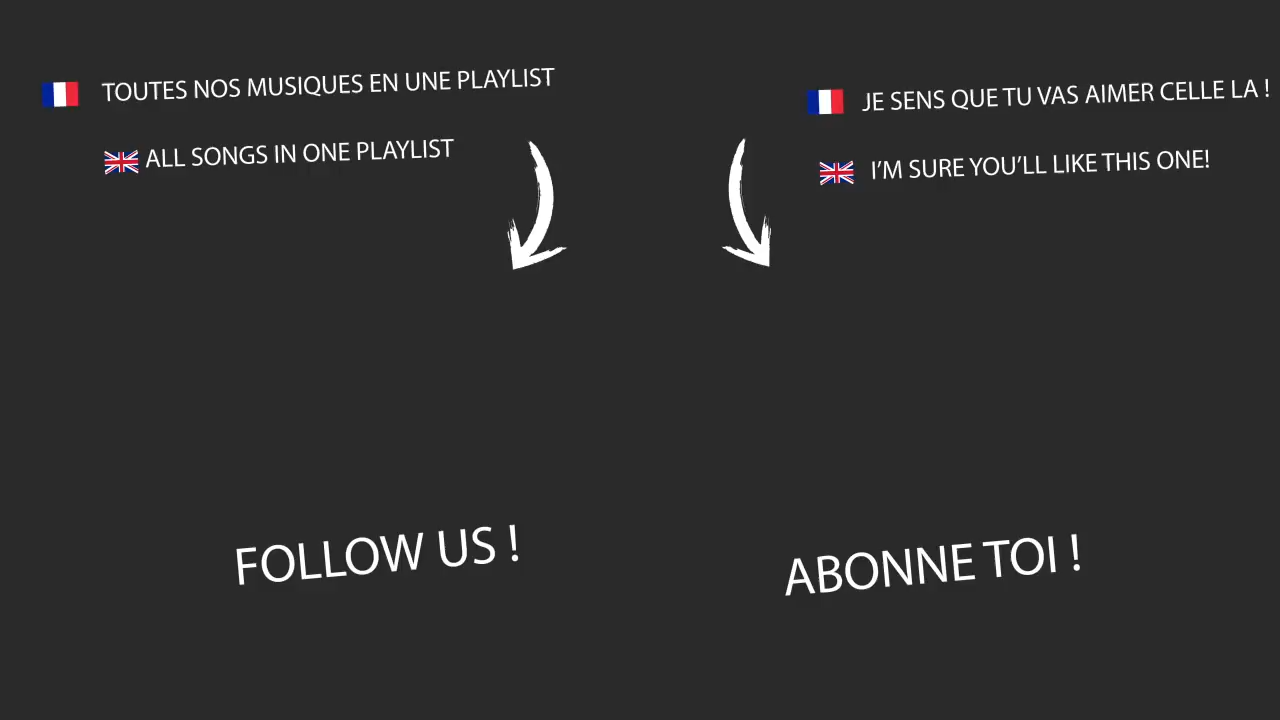 TOUTES NOS MUSIQUES EN UNE PLAYLIST
ALL SONGS IN ONE PLAYLIST
JE SENS QUE TU VAS AIMER CELLE LA !
I'M SURE YOU'LL LIKE THIS ONE!
FOLLOW US !
ABONNE TOI !